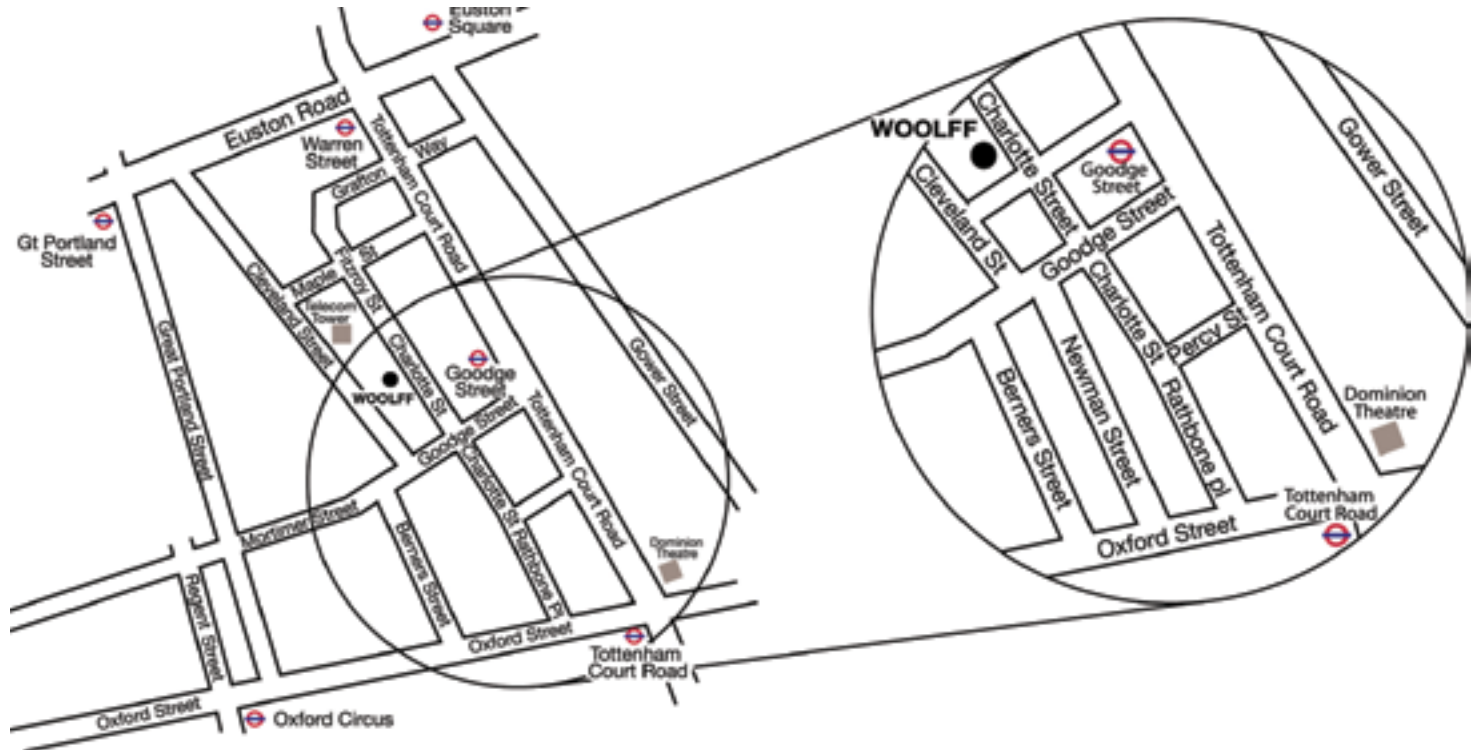 Euston
Square
Euston Road
Warren
Street
Tottenham Court Road
Way
Grafton
Gt Portland
Street
Maple
St
Fitzroy St
Cleveland Street
Telecom
Tower
Great Portland Street
Charlotte St
WOOLFF
Goodge
Street
Gower Street
Goodge Street
Tottenham Court Road
Charlotte St
Mortimer Street
Berners Street
Rathbone Pl
Dominion
Theatre
Regent Street
Oxford Street
Tottenham
Court Road
Oxford Street
Oxford Circus
WOOLFF
Charlotte Street
Goodge
Street
Gower Street
Cleveland St
Goodge Street
Tottenham Court Road
Charlotte St
Percy St
Berners Street
Newman Street
Rathbone pl
Dominion
Theatre
Tottenham
Court Road
Oxford Street